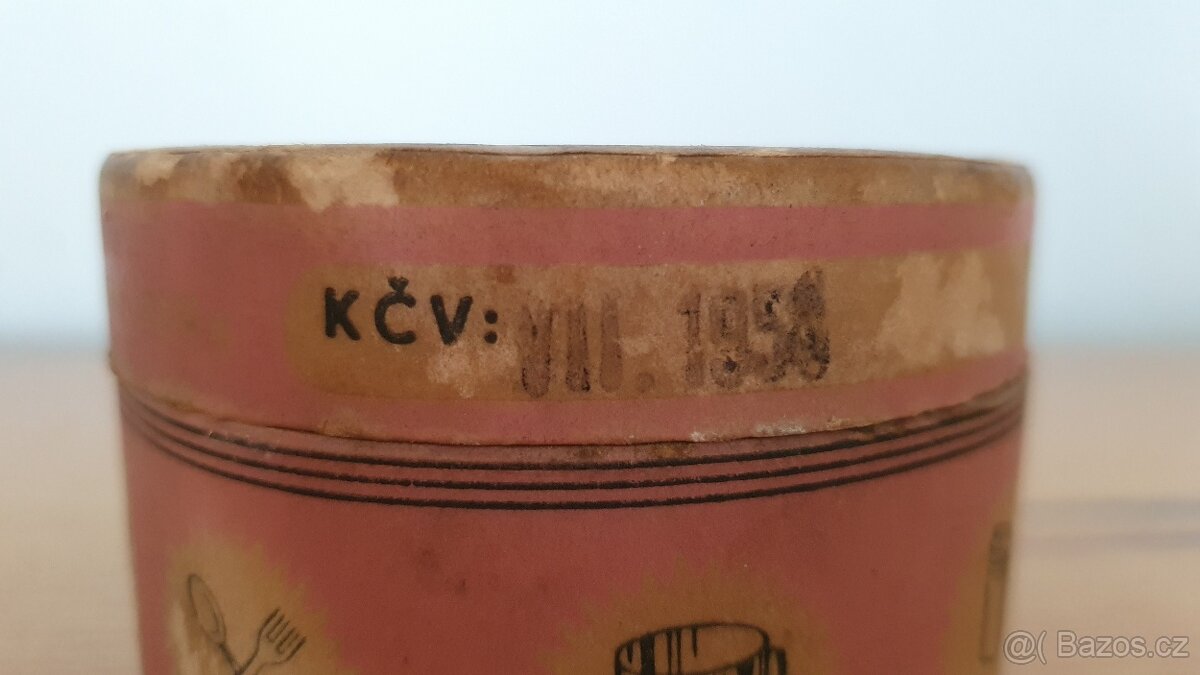 KČV: VII. 1958
@( Bazos.cz